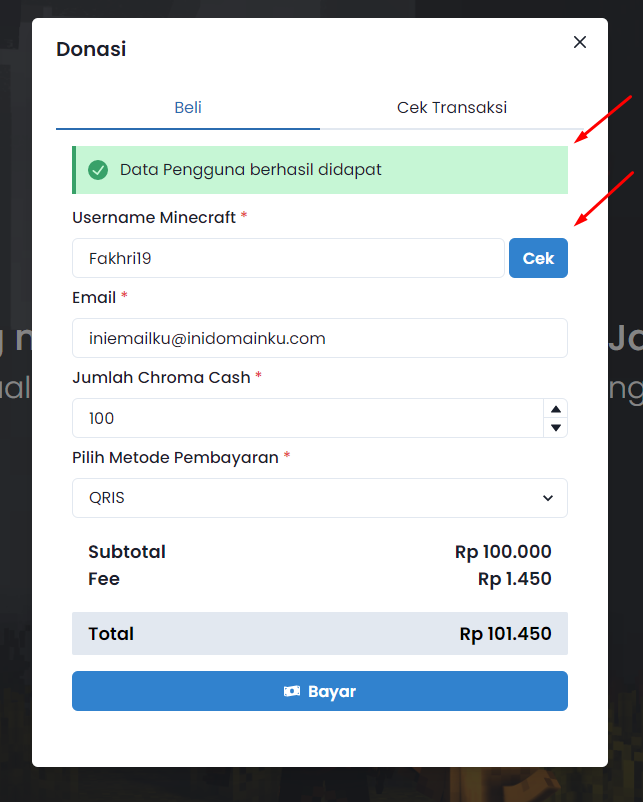 Donasi
Beli
Cek Transaksi
Data Pengguna berhasil didapat
Username Minecraft *
Fakhri19
Cek
Email *
iniemailku@inidomainku.com
Jumlah Chroma Cash *
100
Pilih Metode Pembayaran *
QRIS
Subtotal Rp 100.000
Fee Rp 1.450
Total Rp 101.450
Bayar